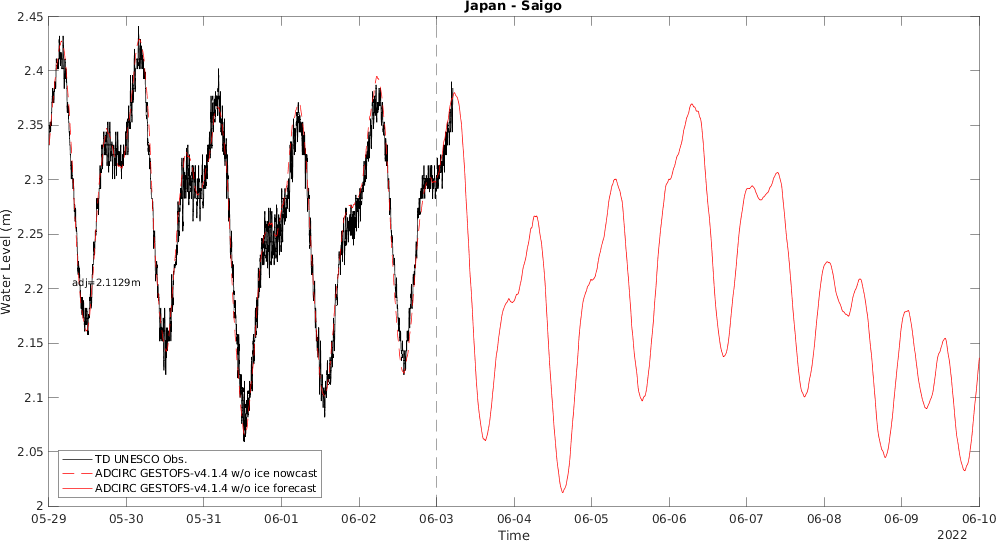 Japan - Saigo
2.45
2.4
2.35
2.3
2.25
2.2
2.15
2.1
2.05
2
Water Level (m)
adj=2.1129m
TD UNESCO Obs.
ADCIRC GESTOFS-v4.1.4 w/o ice nowcast
ADCIRC GESTOFS-v4.1.4 w/o ice forecast
05-29 05-30 05-31 06-01 06-02 06-03 06-04 06-05 06-06 06-07 06-08 06-09 06-10
Time
2022